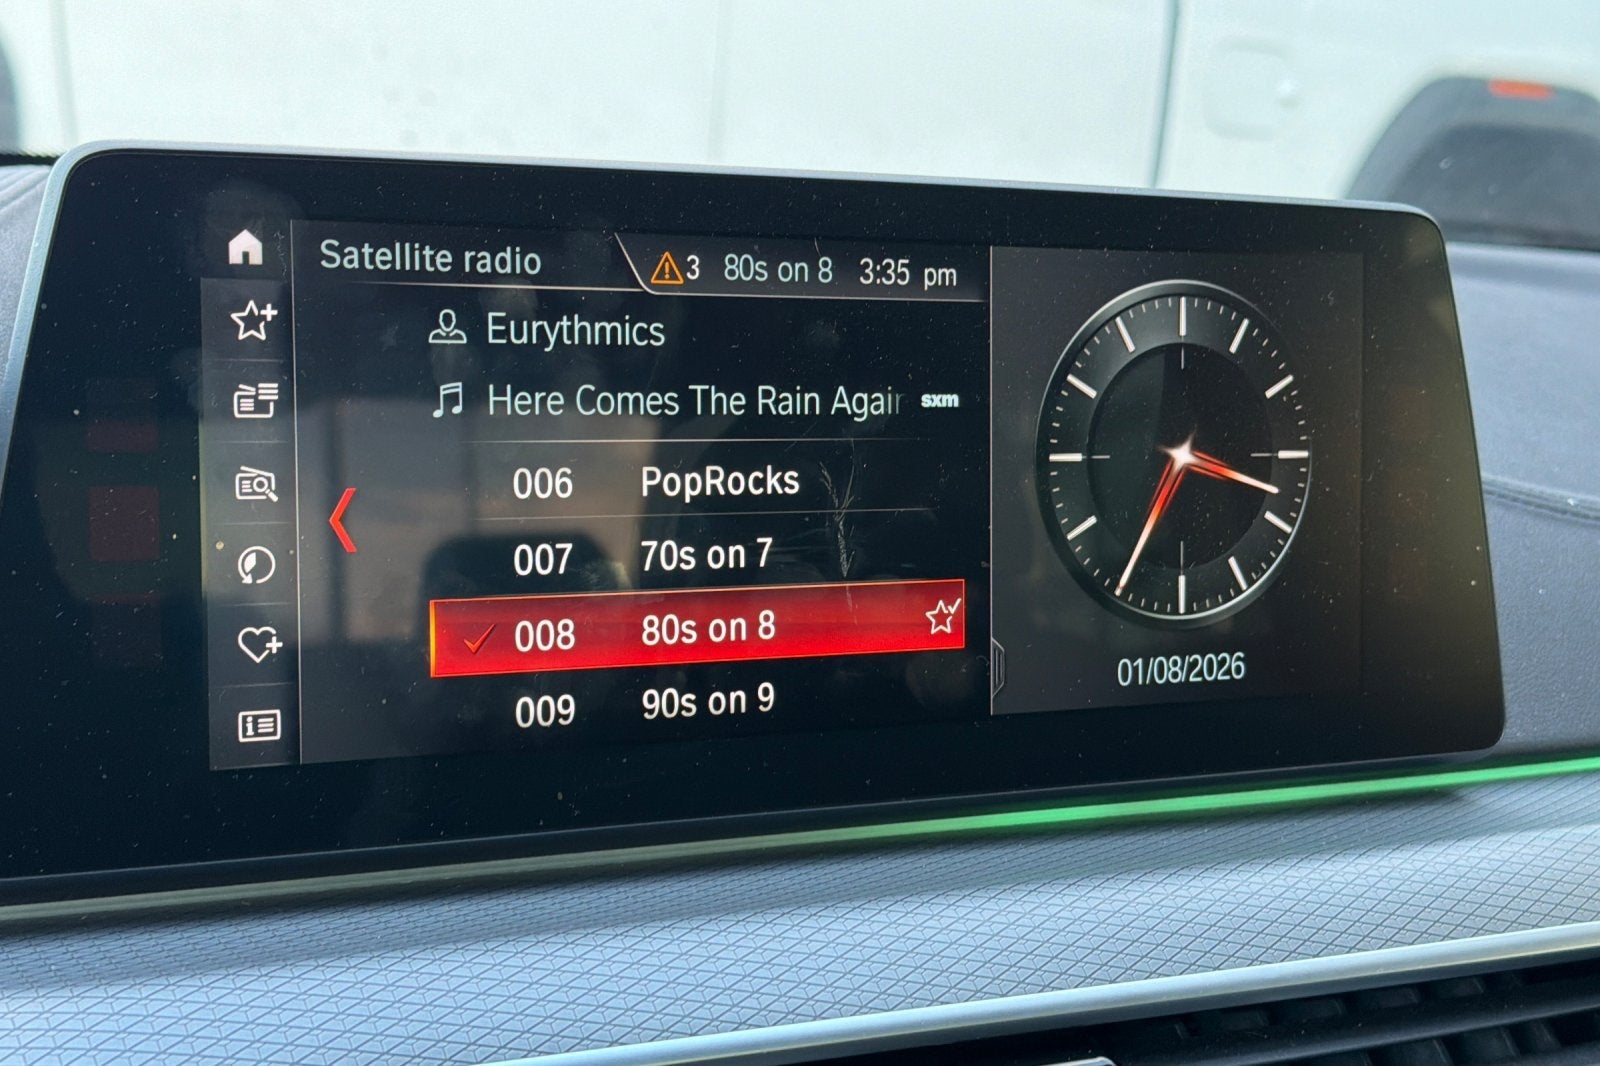 Satellite radio 3 80s on 8 3:35 pm
Eurythmics
Here Comes The Rain Again sxm
006 PopRocks
007 70s on 7
008 80s on 8
009 90s on 9
01/08/2026